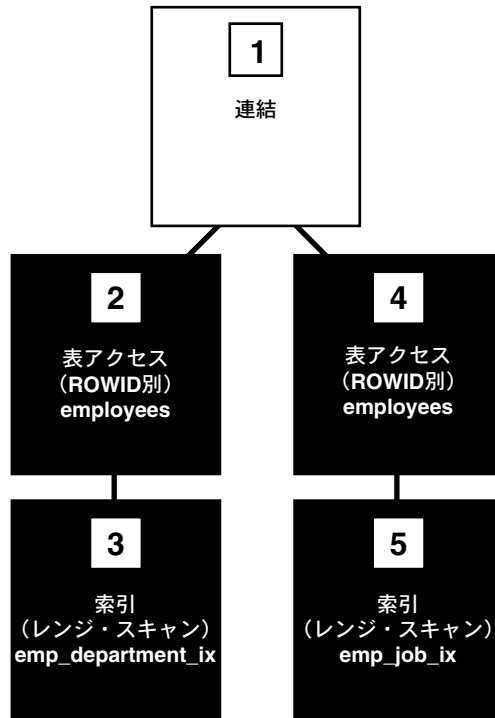 1
連結
2
表アクセス
（ROWID別）
employees
4
表アクセス
（ROWID別）
employees
3
索引
（レンジ・スキャン）
emp_department_ix
5
索引
（レンジ・スキャン）
emp_job_ix